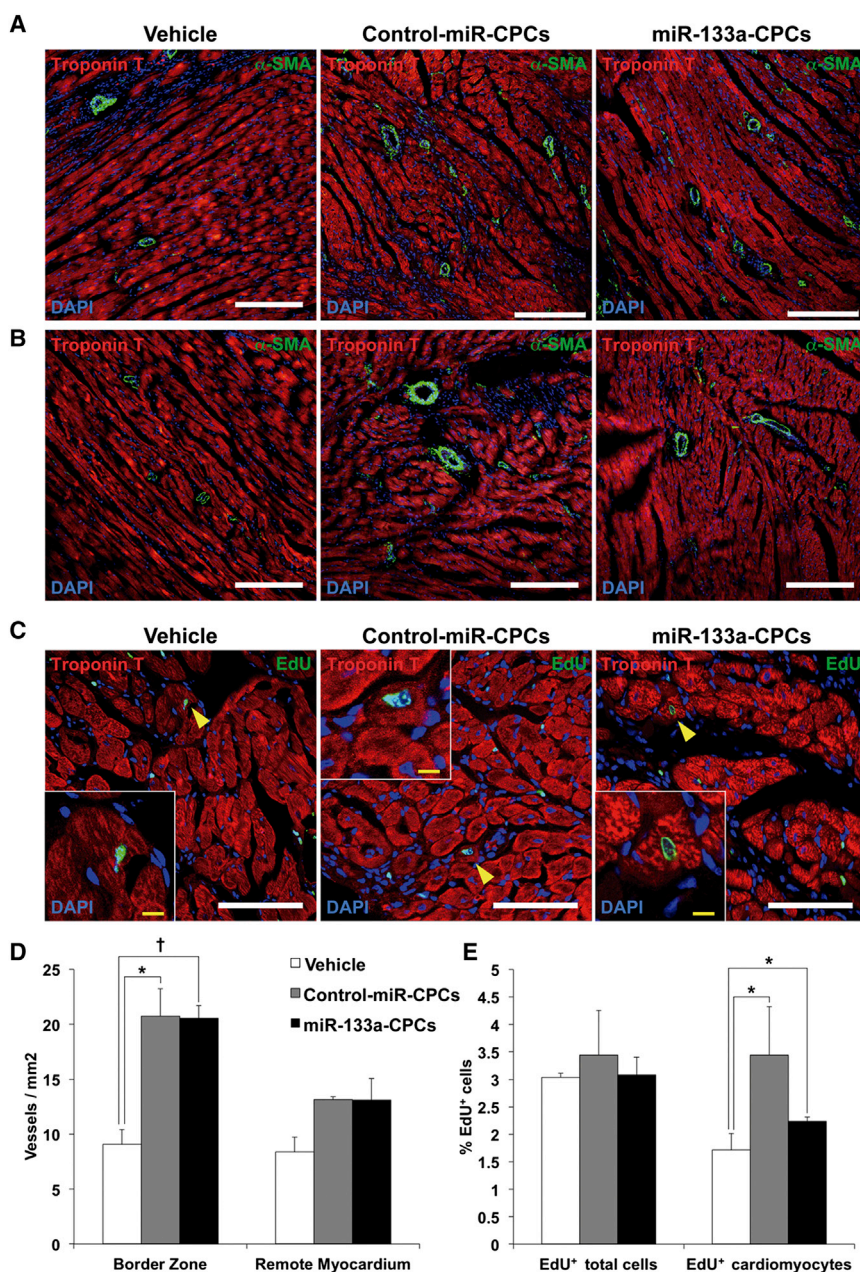 A
Vehicle
Control-miR-CPCs
miR-133a-CPCs
Troponin T
α-SMA
DAPI
Troponin T
α-SMA
DAPI
Troponin T
α-SMA
DAPI
B
Troponin T
α-SMA
DAPI
Troponin T
α-SMA
DAPI
Troponin T
α-SMA
DAPI
C
Vehicle
Control-miR-CPCs
miR-133a-CPCs
Troponin T
EdU
DAPI
Troponin T
EdU
DAPI
Troponin T
EdU
DAPI
D
Vessels / mm2
25
20
15
10
5
0
†
*
Vehicle
Control-miR-CPCs
miR-133a-CPCs
Border Zone
Remote Myocardium
E
% EdU⁺ cells
5
4.5
4
3.5
3
2.5
2
1.5
1
0.5
0
*
*
EdU⁺ total cells
EdU⁺ cardiomyocytes